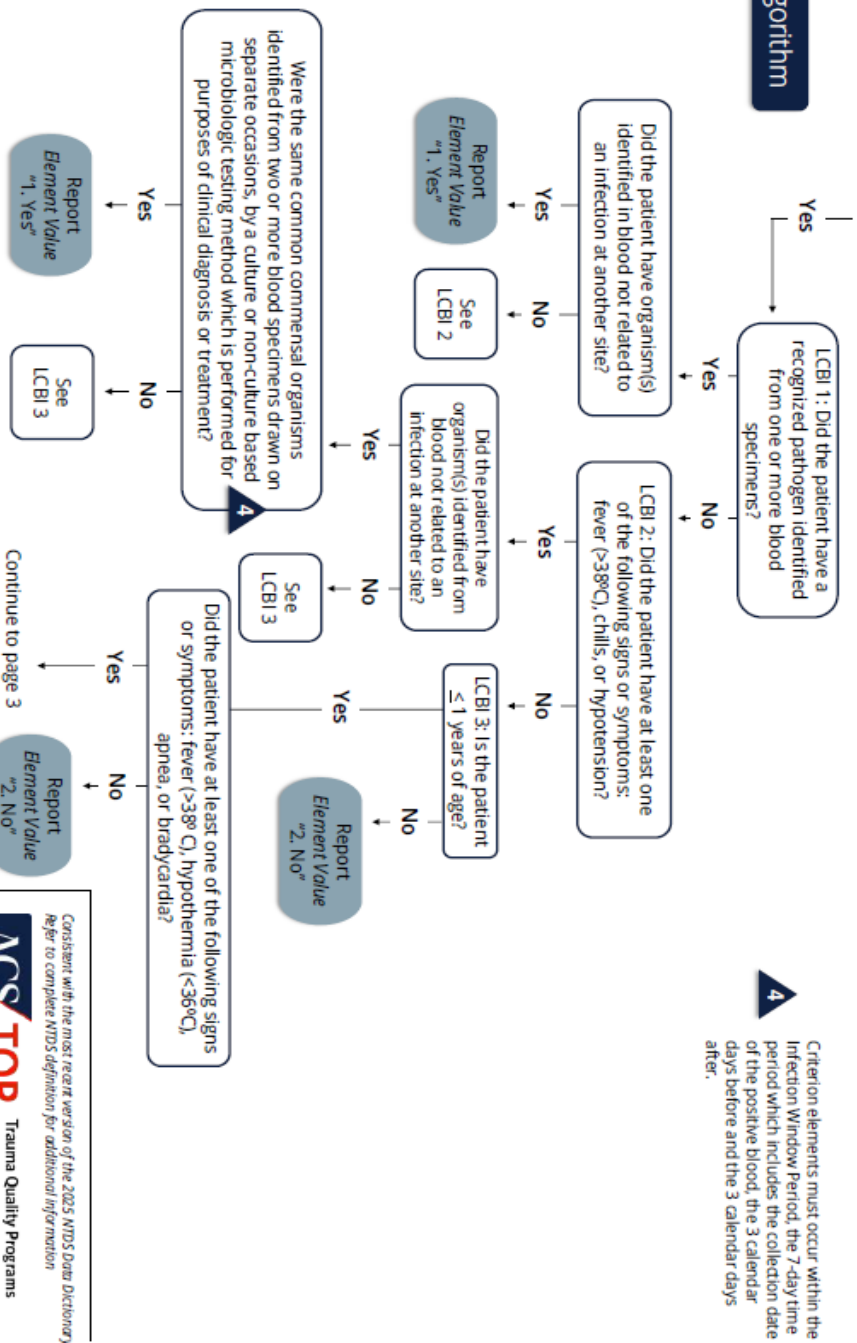 gorithm
Yes
LCBI 1: Did the patient have a
recognized pathogen identified
from one or more blood
specimens?
Yes
No
Did the patient have organism(s)
identified in blood not related to
an infection at another site?
Yes
No
Report
Element Value
"1. Yes"
See
LCBI 2
LCBI 2: Did the patient have at least one
of the following signs or symptoms:
fever (>38ºC), chills, or hypotension?
Yes
No
Did the patient have
organism(s) identified from
blood not related to an
infection at another site?
Yes
No
See
LCBI 3
Were the same common commensal organisms
identified from two or more blood specimens drawn on
separate occasions, by a culture or non-culture based
microbiologic testing method which is performed for
purposes of clinical diagnosis or treatment?
4
Yes
No
Report
Element Value
"1. Yes"
See
LCBI 3
LCBI 3: Is the patient
≤ 1 years of age?
Yes
No
Report
Element Value
"2. No"
Did the patient have at least one of the following signs
or symptoms: fever (>38º C), hypothermia (<36ºC),
apnea, or bradycardia?
Yes
No
Continue to page 3
Report
Element Value
"2. No"
4
Criterion elements must occur within the
Infection Window Period, the 7-day time
period which includes the collection date
of the positive blood, the 3 calendar
days before and the 3 calendar days
after.
Consistent with the most recent version of the 2025 NTDS Data Dictionary
Refer to complete NTDS definition for additional information
ACS TQP Trauma Quality Programs